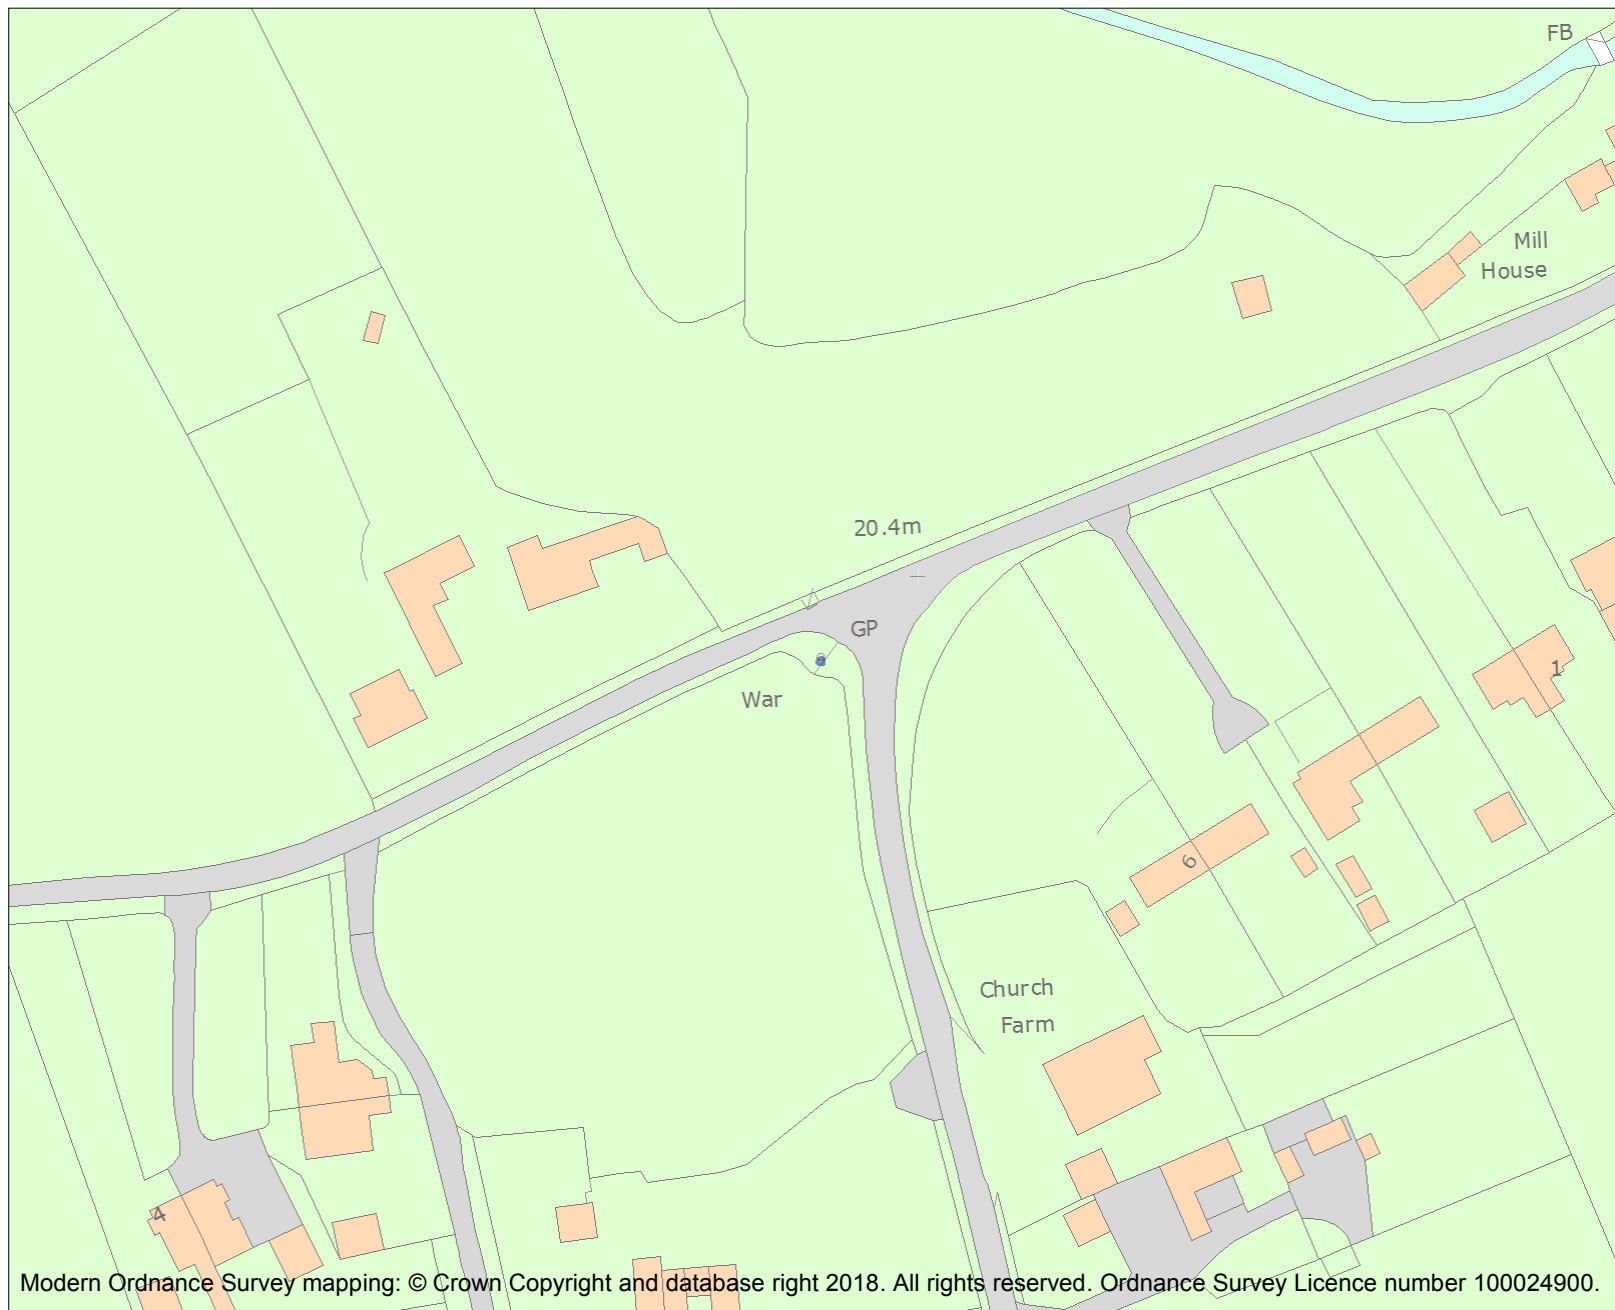 FB
Mill
House
20.4m
GP
War
1
6
Church
Farm
4
Modern Ordnance Survey mapping: © Crown Copyright and database right 2018. All rights reserved. Ordnance Survey Licence number 100024900.